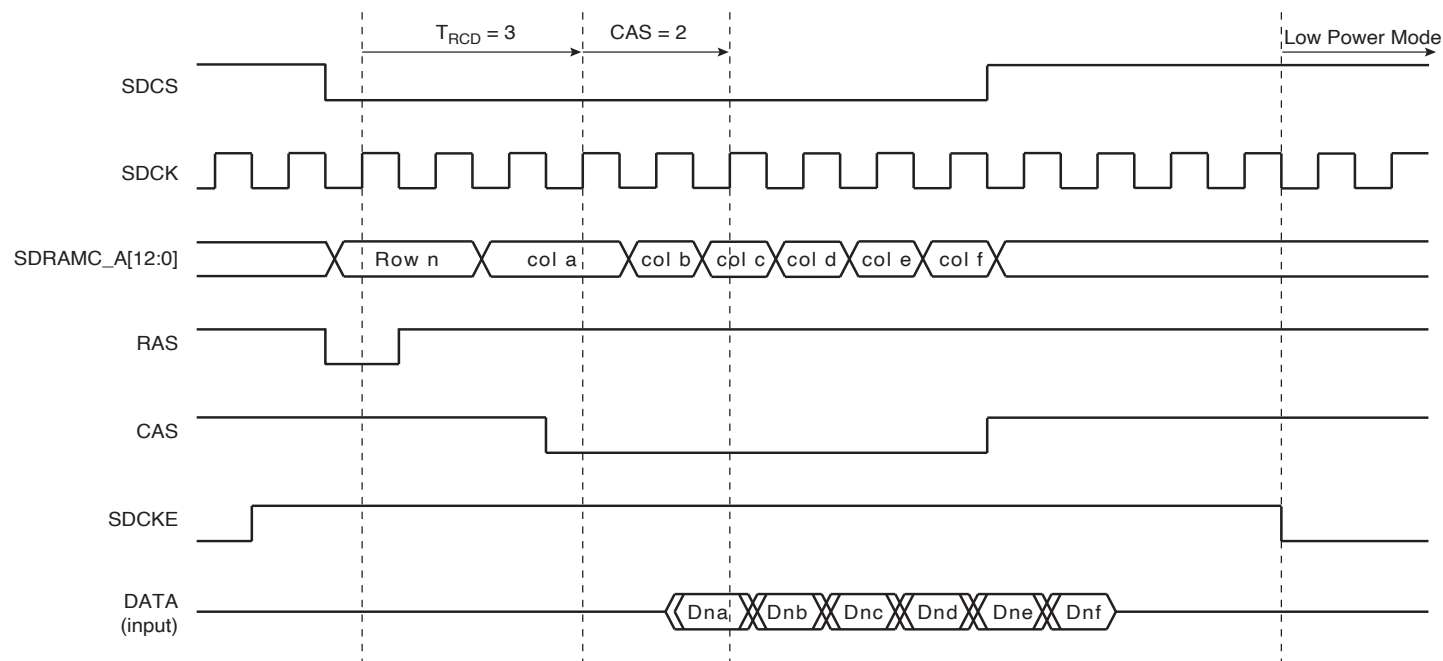 T_RCD = 3 CAS = 2
Low Power Mode
SDCS
SDCK
SDRAMC_A[12:0] Row n col a col b col c col d col e col f
RAS
CAS
SDCKE
DATA
(input)
Dna Dnb Dnc Dnd Dne Dnf